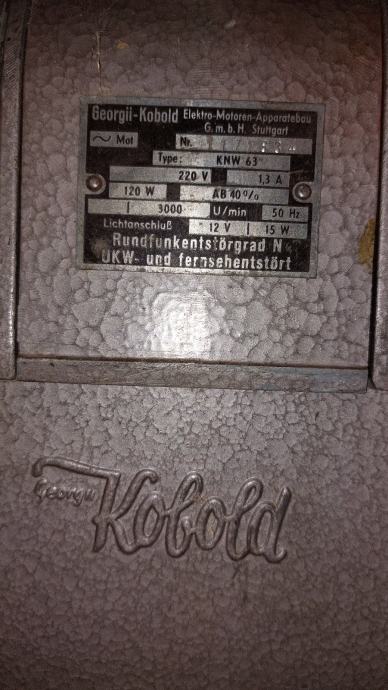 Georgii-Kobold Elektro-Motoren-Apparatebau
G.m.b.H. Stuttgart
~ Mot Nr.
Type: KNW 63
220 V 1,3 A
120 W AB 40%
3000 U/min 50 Hz
Lichtanschluß 12 V 15 W
Rundfunkentstörgrad N
UKW- und fernsehentstört
Georgii
Kobold